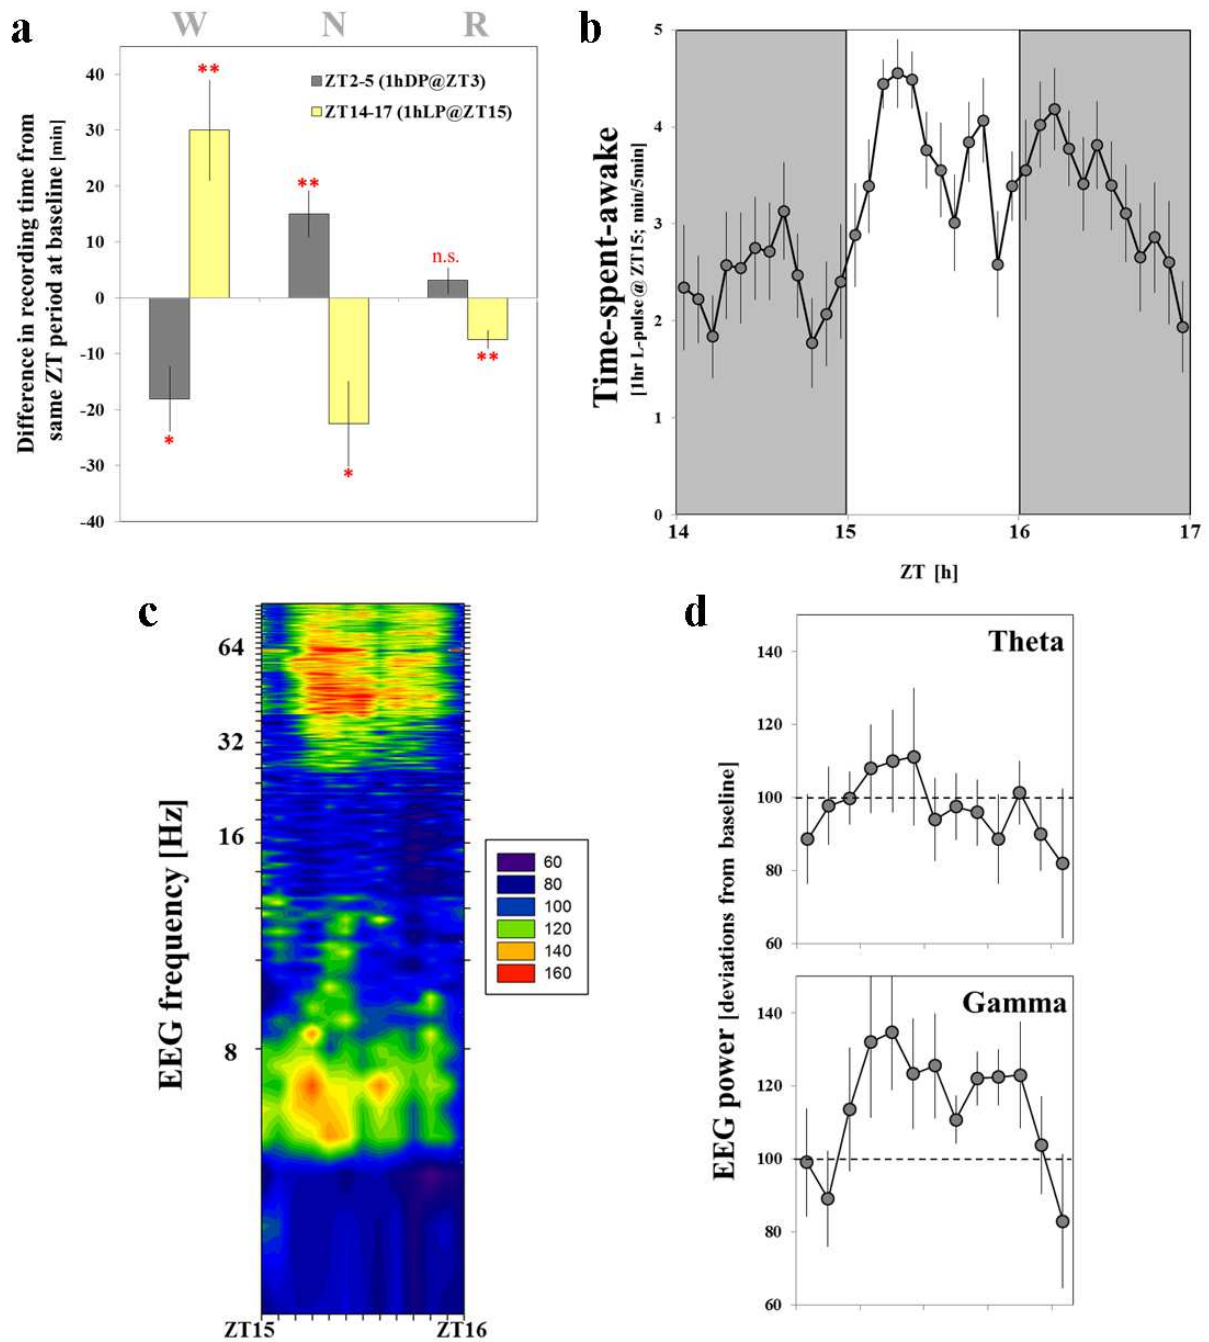 a
W N R
Difference in recording time from
same ZT period at baseline [min]
40
30
20
10
0
-10
-20
-30
-40
ZT2-5 (1hDP@ZT3)
ZT14-17 (1hLP@ZT15)
**
*
**
*
n.s.
**
b
Time-spent-awake
[1hr L-pulse@ZT15; min/5min]
5
4
3
2
1
0
14 15 16 17
ZT [h]
c
EEG frequency [Hz]
64
32
16
8
ZT15 ZT16
60
80
100
120
140
160
d
EEG power [deviations from baseline]
Theta
140
120
100
80
60
Gamma
140
120
100
80
60